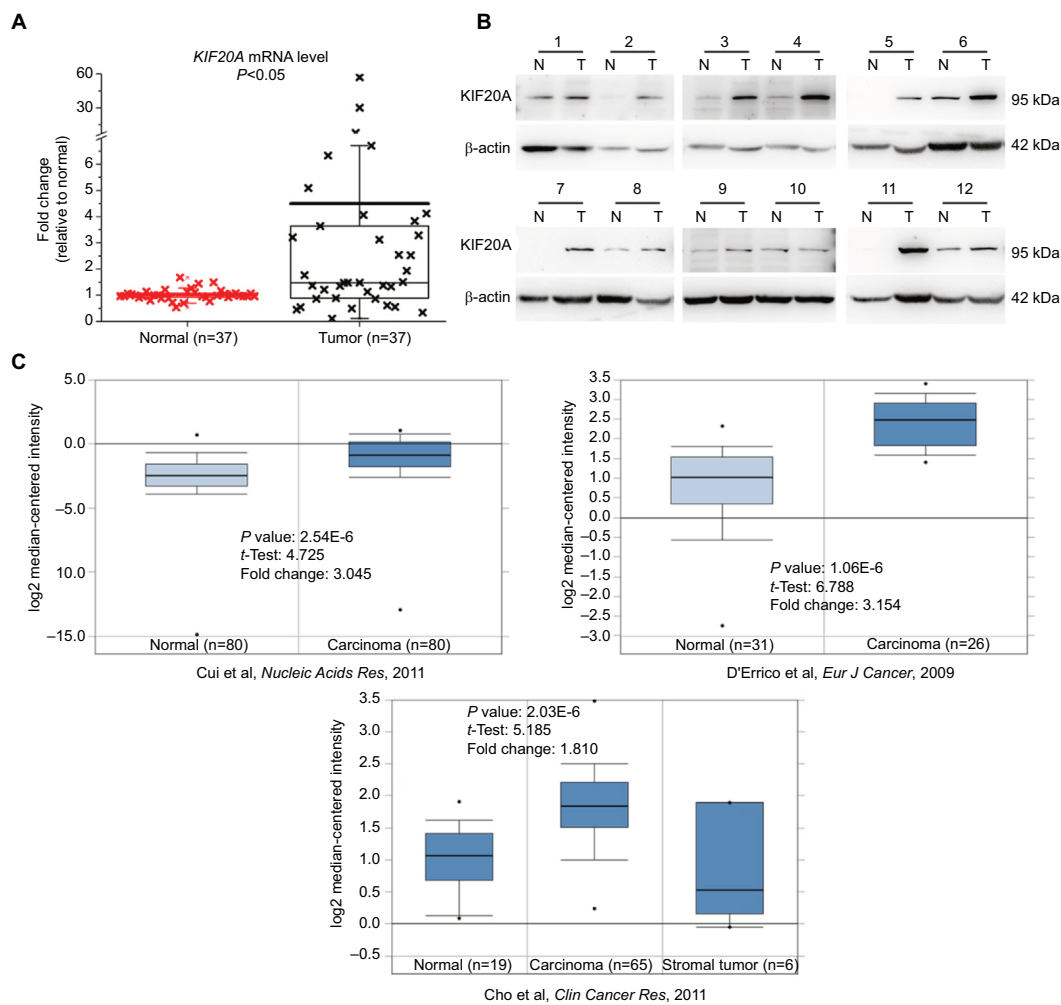 A
KIF20A mRNA level
P<0.05
Fold change
(relative to normal)
60
30
6
5
4
3
2
1
0
Normal (n=37)
Tumor (n=37)
B
1 2 3 4 5 6
N T N T N T N T N T N T
KIF20A
95 kDa
β-actin
42 kDa
7 8 9 10 11 12
N T N T N T N T N T N T
KIF20A
95 kDa
β-actin
42 kDa
C
log2 median-centered intensity
5.0
0.0
−5.0
10.0
−15.0
P value: 2.54E-6
t-Test: 4.725
Fold change: 3.045
Normal (n=80)
Carcinoma (n=80)
Cui et al, Nucleic Acids Res, 2011
log2 median-centered intensity
3.5
3.0
2.5
2.0
1.5
1.0
0.5
0.0
−0.5
−1.0
−1.5
−2.0
−2.5
−3.0
P value: 1.06E-6
t-Test: 6.788
Fold change: 3.154
Normal (n=31)
Carcinoma (n=26)
D'Errico et al, Eur J Cancer, 2009
log2 median-centered intensity
3.5
3.0
2.5
2.0
1.5
1.0
0.5
0.0
−0.5
P value: 2.03E-6
t-Test: 5.185
Fold change: 1.810
Normal (n=19)
Carcinoma (n=65)
Stromal tumor (n=6)
Cho et al, Clin Cancer Res, 2011